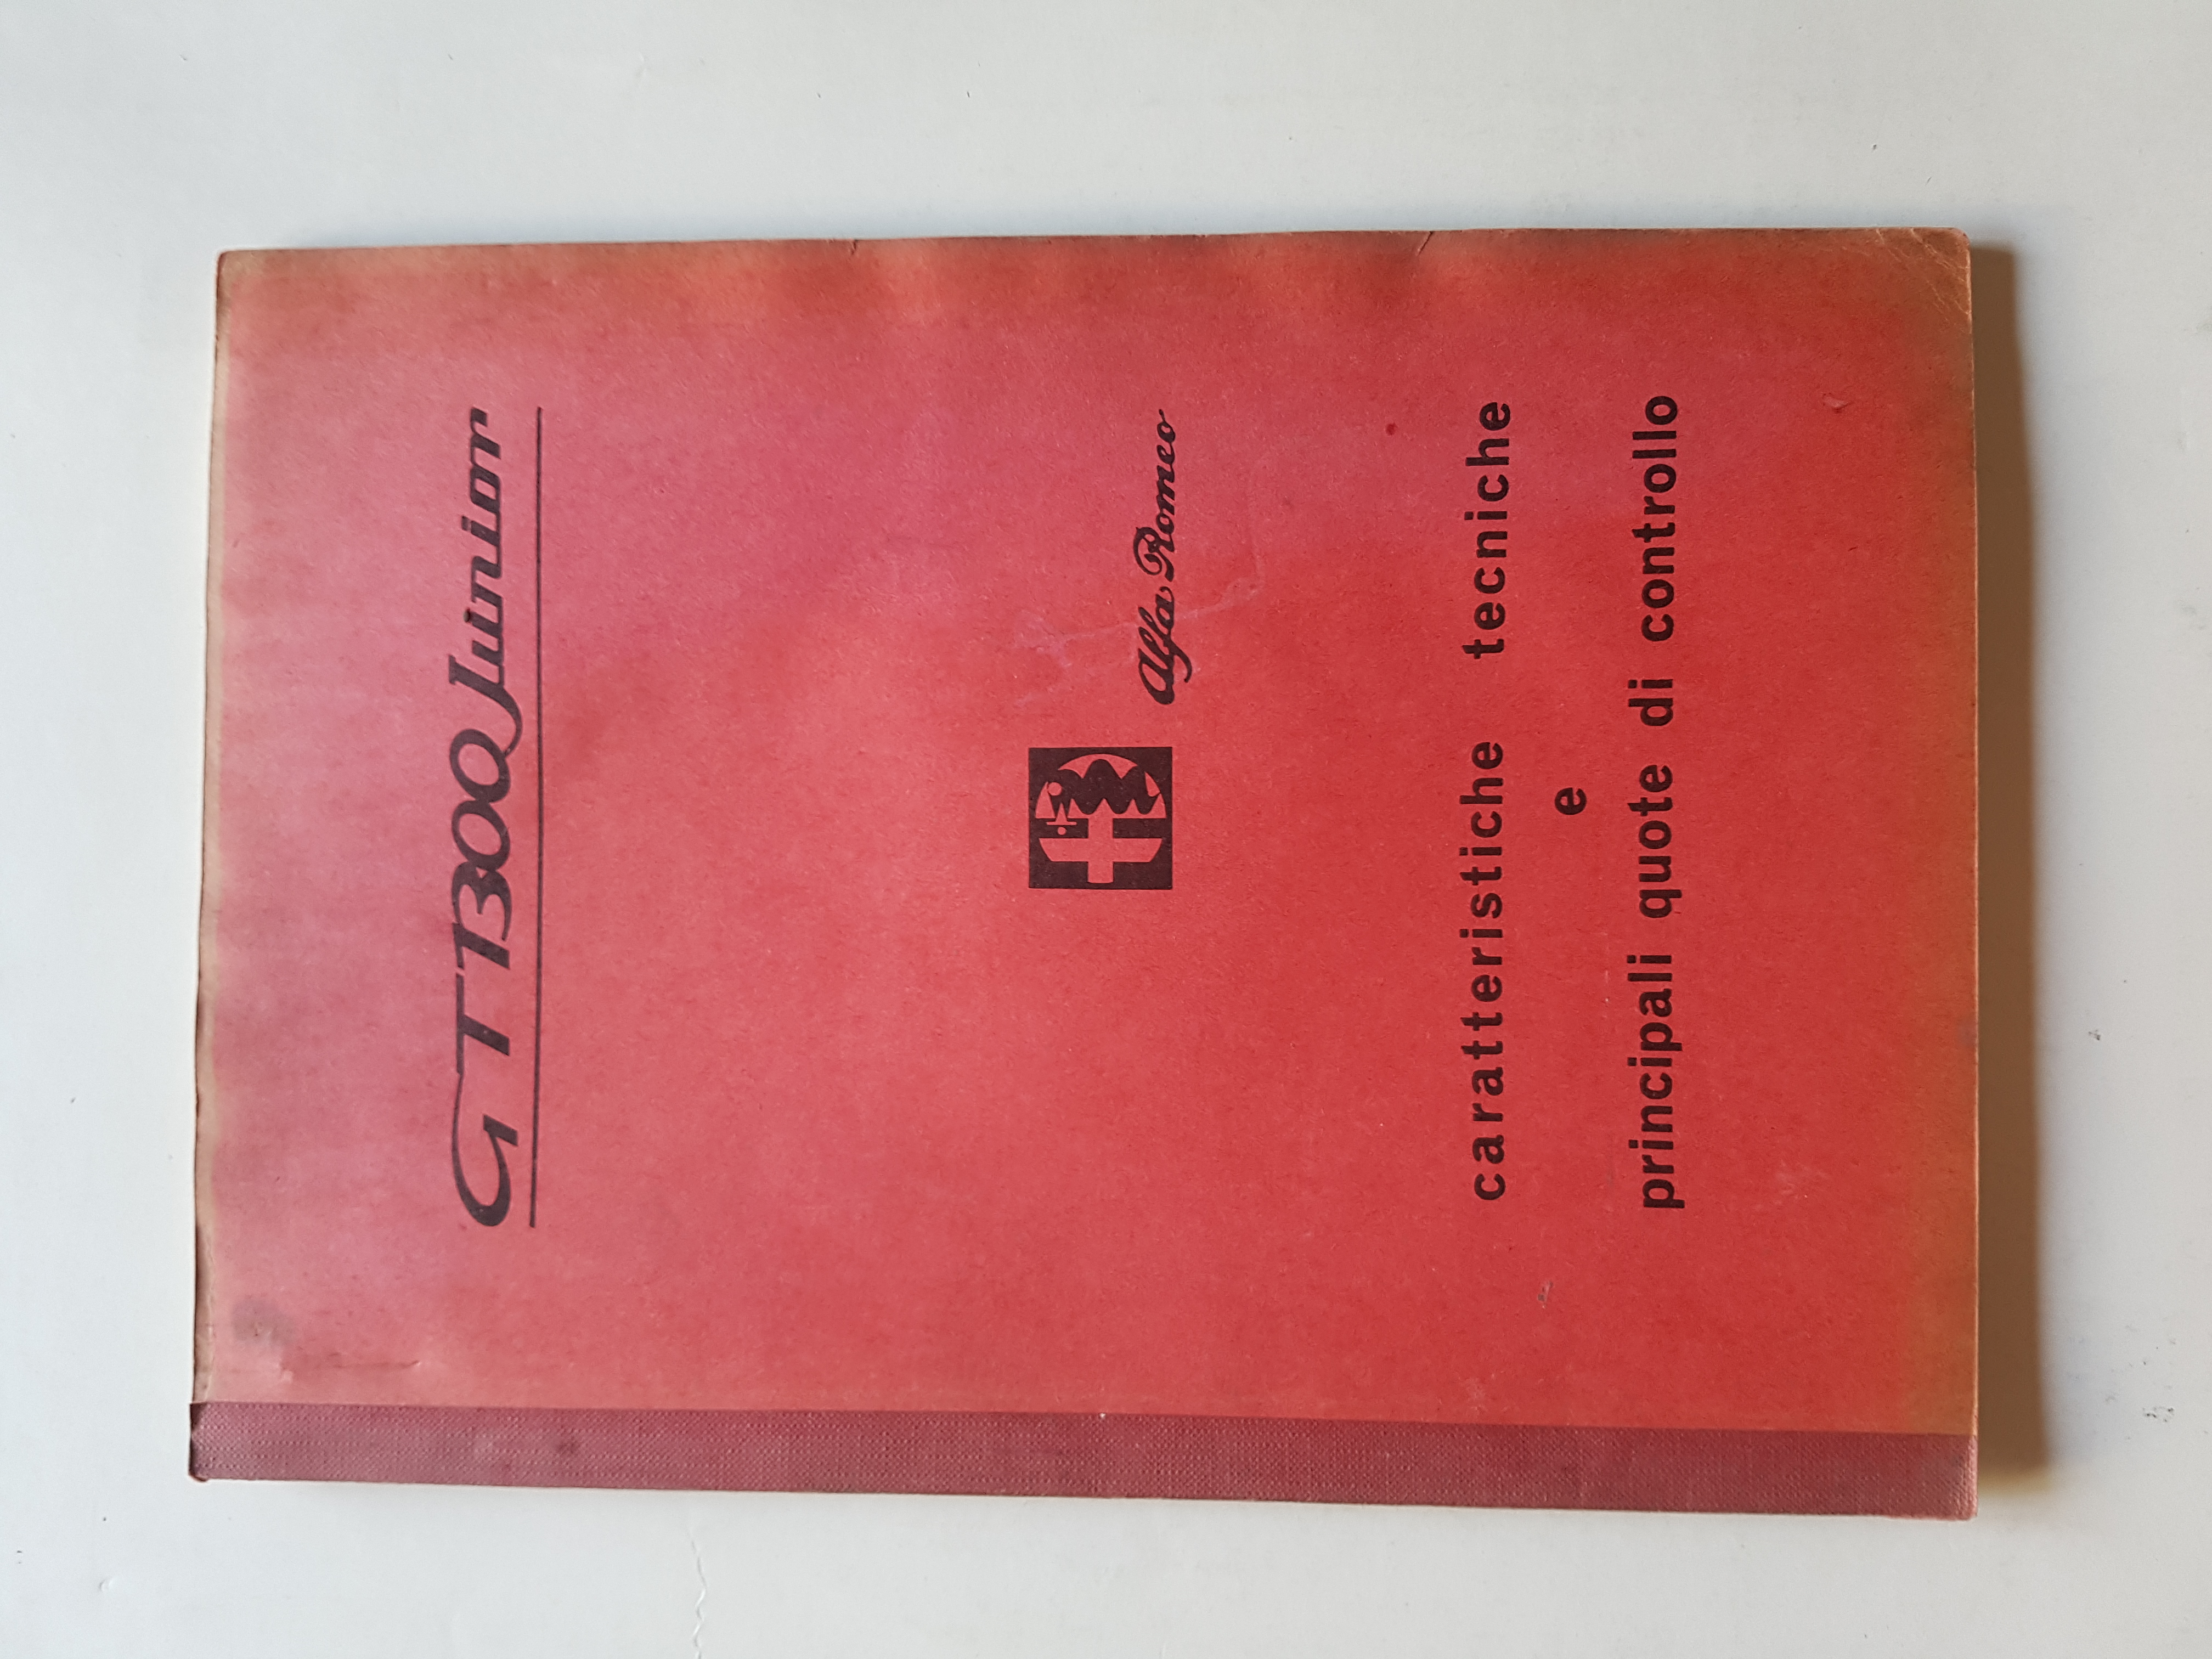 GT 1300 Junior
Alfa Romeo
caratteristiche tecniche
e
principali quote di controllo